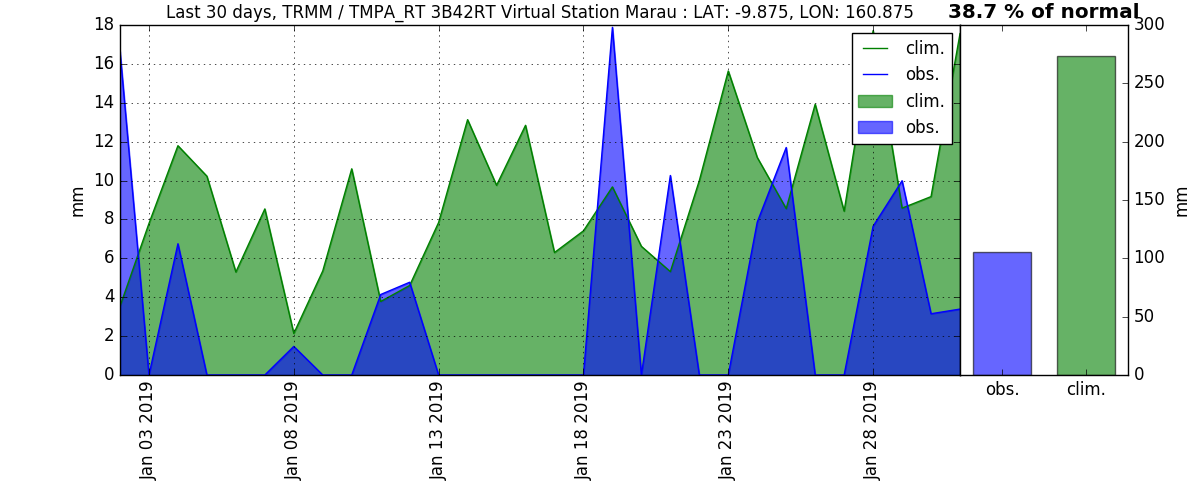 Last 30 days, TRMM / TMPA_RT 3B42RT Virtual Station Marau : LAT: -9.875, LON: 160.875
38.7 % of normal
18
16
14
12
10
8
6
4
2
0
mm
clim.
obs.
clim.
obs.
Jan 03 2019
Jan 08 2019
Jan 13 2019
Jan 18 2019
Jan 23 2019
Jan 28 2019
300
250
200
150
100
50
0
mm
obs.
clim.